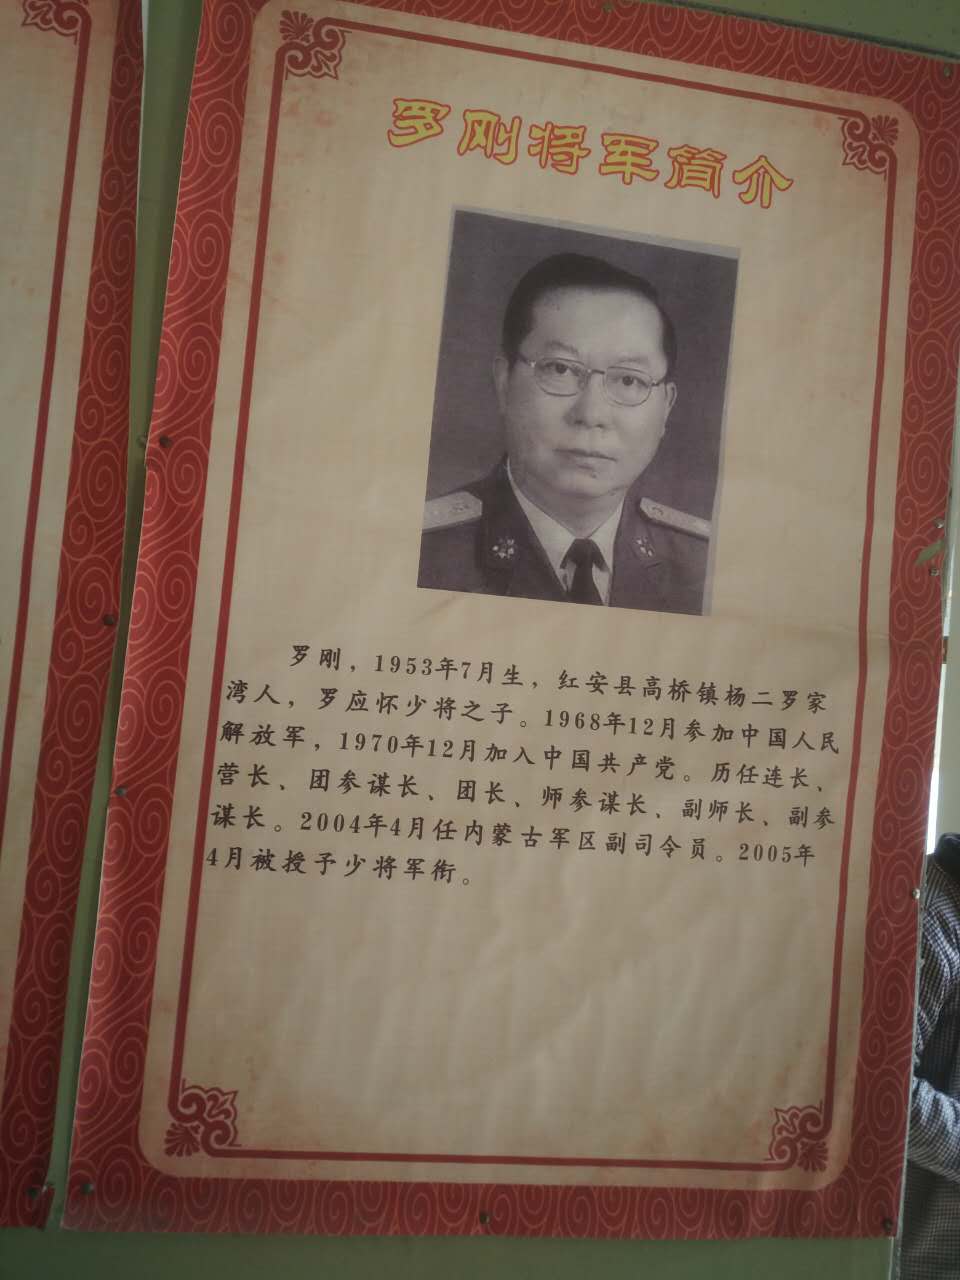 罗刚将军简介
罗刚，1953年7月生，红安县高桥镇杨二罗家
湾人，罗应怀少将之子。1968年12月参加中国人民
解放军，1970年12月加入中国共产党。历任连长、
营长、团参谋长、团长、师参谋长、副师长、副参
谋长。2004年4月任内蒙古军区副司令员。2005年
4月被授予少将军衔。